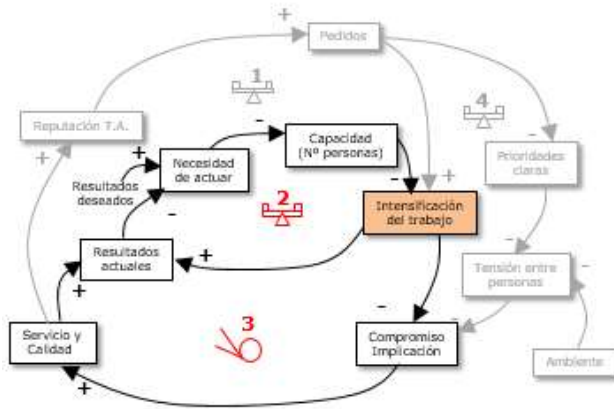 +
Pedidos
1
4
Reputación T.A.
+
-
+
Necesidad
de actuar
-
Capacidad
(Nº personas)
-
Prioridades
claras
-
+
Resultados
deseados
-
2
Intensificación
del trabajo
+
Resultados
actuales
+
-
Tensión entre
personas
-
+
3
-
-
Servicio y
Calidad
Compromiso
Implicación
Ambiente
+